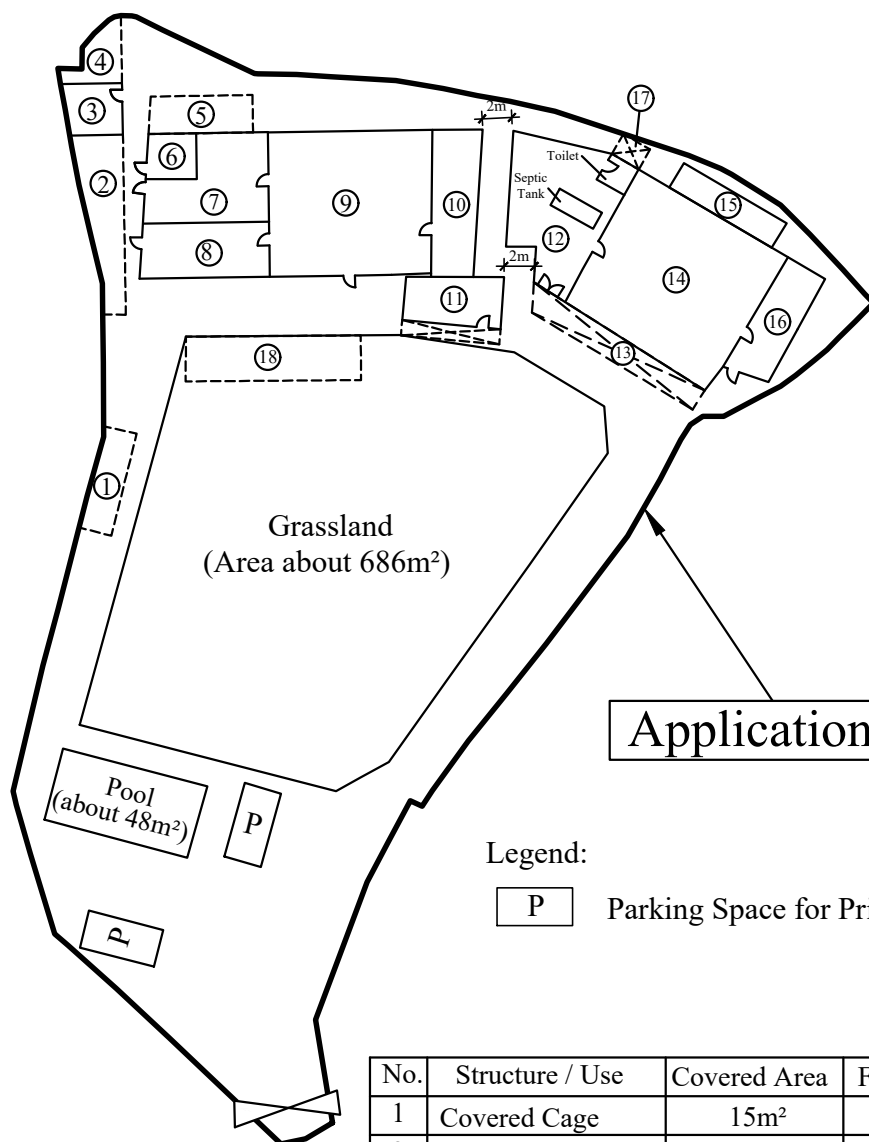 ④
⑰
2m
③
⑤
⑥
Toilet
②
Septic
Tank
⑮
⑦
⑨
⑩
⑫
⑧
2m
⑭
⑪
⑯
⑱
⑬
①
Grassland
(Area about 686m²)
Application
Pool
(about 48m²)
P
Legend:
P Parking Space for Pri
P
No. Structure / Use Covered Area F
1 Covered Cage 15m²